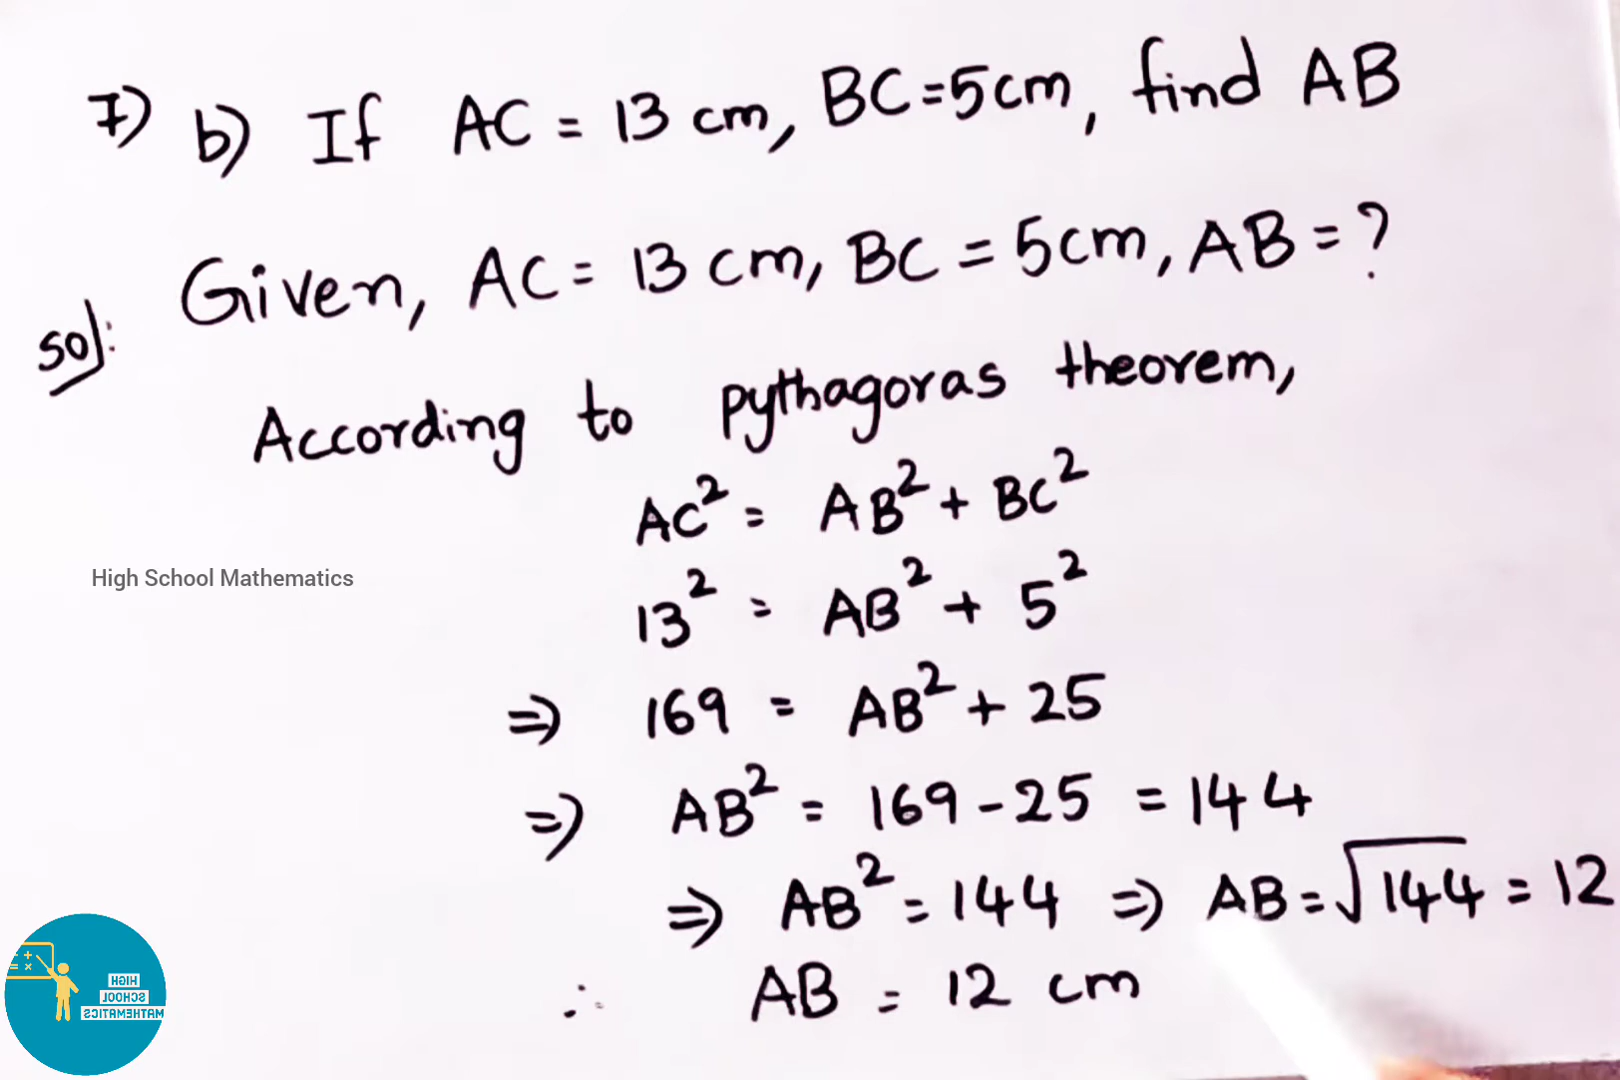 7) b) If AC = 13 cm, BC = 5cm, find AB
Sol: Given, AC = 13 cm, BC = 5cm, AB = ?
According to pythagoras theorem,
AC² = AB² + BC²
High School Mathematics
13² = AB² + 5²
⇒ 169 = AB² + 25
⇒ AB² = 169 - 25 = 144
⇒ AB² = 144 ⇒ AB = √144 = 12
∴ AB = 12 cm
HIGH
SCHOOL
MATHEMATICS